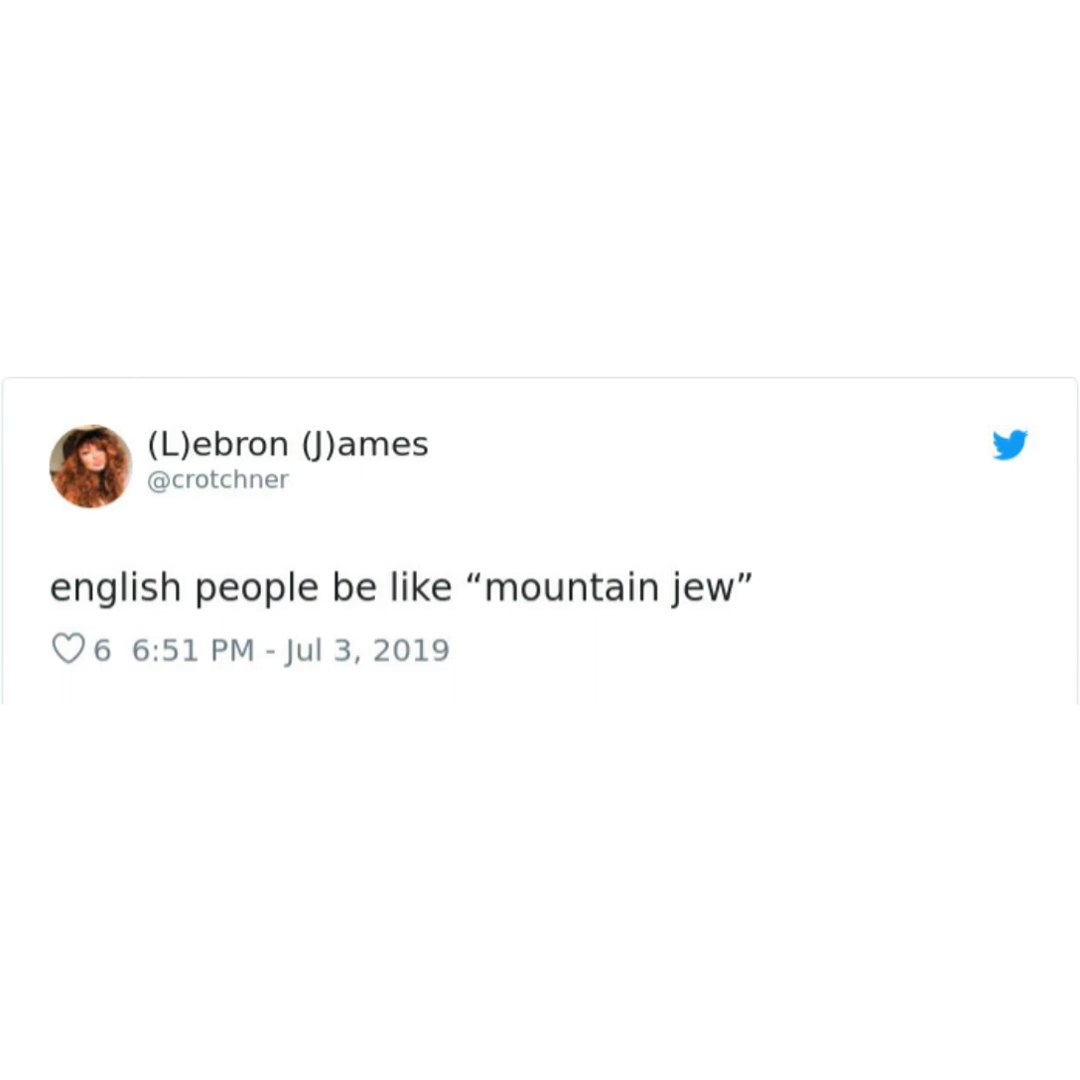 (L)ebron (J)ames
@crotchner
english people be like “mountain jew”
6 6:51 PM - Jul 3, 2019